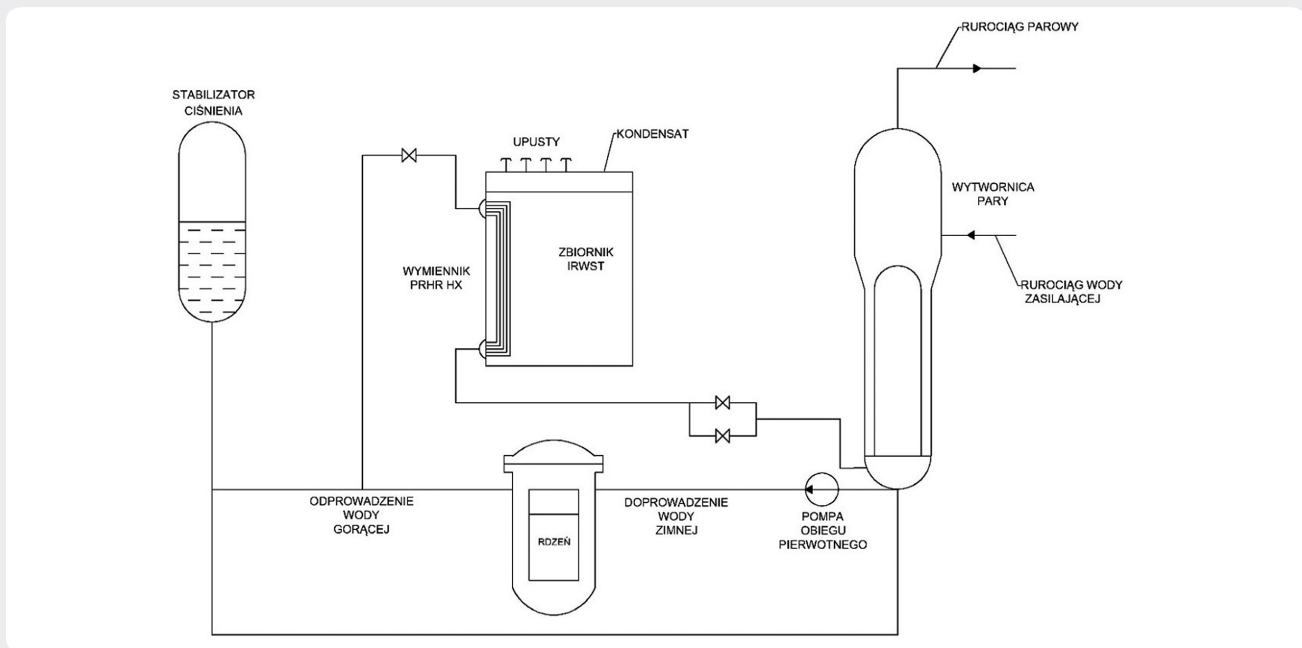 RUROCIĄG PAROWY
STABILIZATOR
CIŚNIENIA
UPUSTY
KONDENSAT
WYTWORNICA
PARY
ZBIORNIK
IRWST
WYMIENNIK
PRHR HX
RUROCIĄG WODY
ZASILAJĄCEJ
ODPROWADZENIE
WODY
GORĄCEJ
DOPROWADZENIE
WODY
ZIMNEJ
POMPA
OBIEGU
PIERWOTNEGO
RDZEŃ